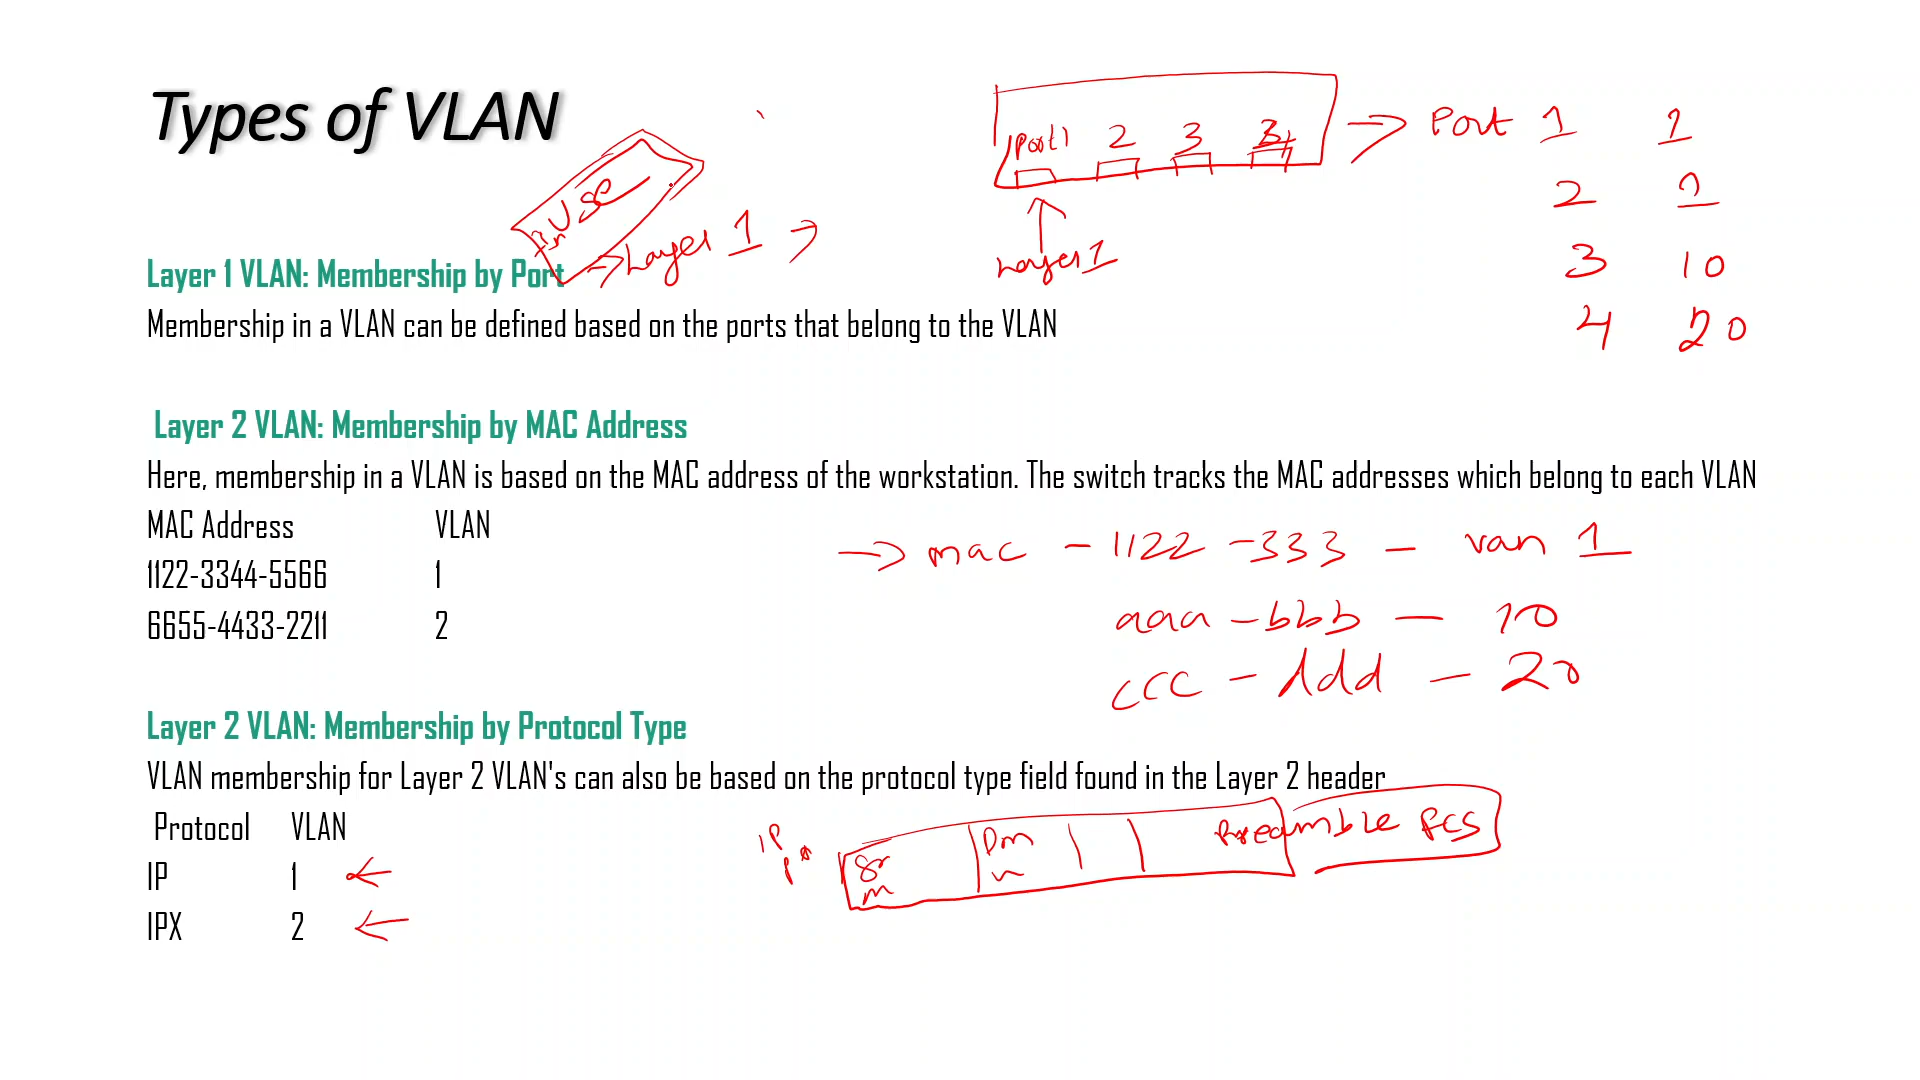 Types of VLAN
Port1 2 3 4
Port 1 1
2 1
3 10
4 20
in USE
Layer 1
Layer 1
Layer 1 VLAN: Membership by Port
Membership in a VLAN can be defined based on the ports that belong to the VLAN
Layer 2 VLAN: Membership by MAC Address
Here, membership in a VLAN is based on the MAC address of the workstation. The switch tracks the MAC addresses which belong to each VLAN
MAC Address VLAN
1122-3344-5566 1
6655-4433-2211 2
mac - 1122 - 333 - van 1
aaa - bbb - 10
ccc - ddd - 20
Layer 2 VLAN: Membership by Protocol Type
VLAN membership for Layer 2 VLAN's can also be based on the protocol type field found in the Layer 2 header
Protocol VLAN
IP 1
IPX 2
IP
Preamble FCS